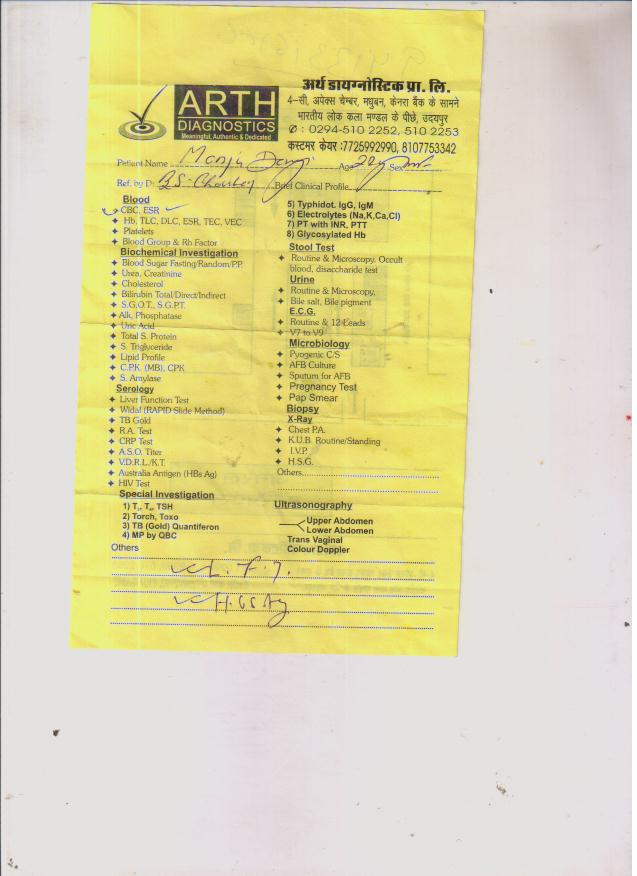 अर्थ डायग्नोस्टिक प्रा. लि.
ARTH
DIAGNOSTICS
Meaningful, Authentic & Dedicated
4-सी, अपेक्स चेम्बर, मधुबन, केनरा बैंक के सामने
भारतीय लोक कला मण्डल के पीछे, उदयपुर
✆ : 0294-510 2252, 510 2253
कस्टमर केयर :7725992990, 8107753342
Patient Name Manju Age Sex
Ref. by D Brief Clinical Profile
Blood
CBC, ESR
Hb, TLC, DLC, ESR, TEC, VEC
Platelets
Blood Group & Rh Factor
Biochemical Investigation
Blood Sugar Fasting/Random/P.P.
Urea, Creatinine
Cholesterol
Bilirubin Total/Direct/Indirect
S.G.O.T., S.G.P.T.
Alk, Phosphatase
Uric Acid
Total S. Protein
S. Triglyceride
Lipid Profile
C.P.K. (MB), CPK
S. Amylase
Serology
Liver Function Test
Widal (RAPID Slide Method)
TB Gold
R.A. Test
CRP Test
A.S.O. Titer
V.D.R.L./K.T.
Australia Antigen (HBs Ag)
HIV Test
Special Investigation
1) T₃, T₄, TSH
2) Torch, Toxo
3) TB (Gold) Quantiferon
4) MP by QBC
5) Typhidot. IgG, IgM
6) Electrolytes (Na,K,Ca,Cl)
7) PT with INR, PTT
8) Glycosylated Hb
Stool Test
Routine & Microscopy. Occult
blood, disaccharide test
Urine
Routine & Microscopy,
Bile salt, Bile pigment
E.C.G.
Routine & 12 Leads
V7 to V9
Microbiology
Pyogenic C/S
AFB Culture
Sputum for AFB
Pregnancy Test
Pap Smear
Biopsy
X-Ray
Chest P.A.
K.U.B. Routine/Standing
I.V.P.
H.S.G.
Others
Ultrasonography
Upper Abdomen
Lower Abdomen
Trans Vaginal
Colour Doppler
Others
L.F.T.
HBSAg